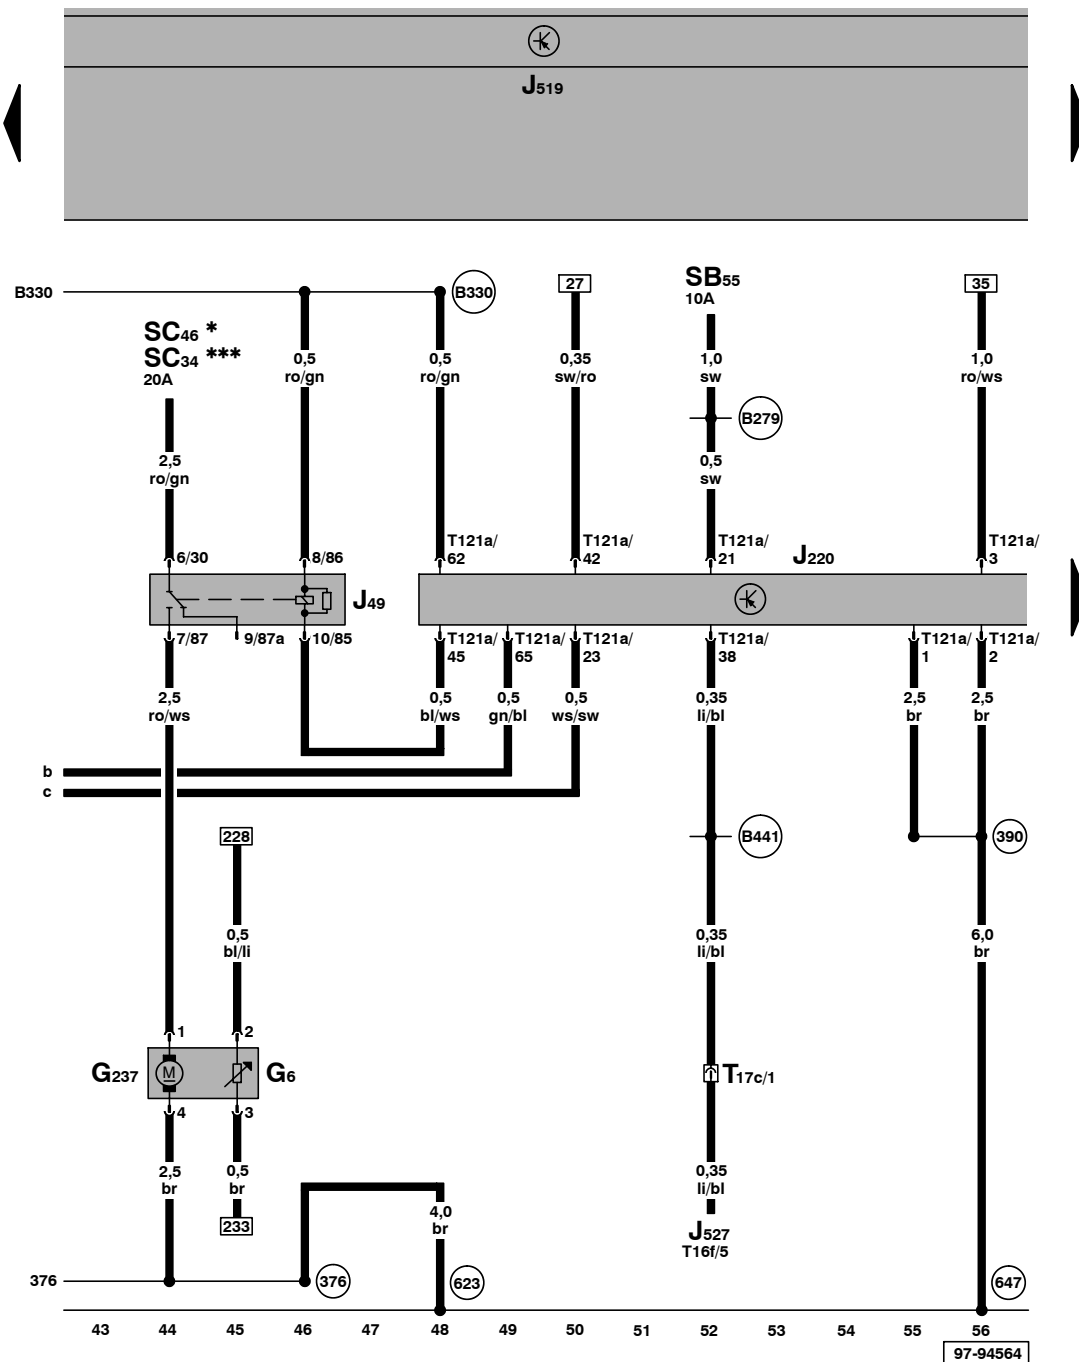 J519
B330
B330
27
SB55
10A
35
SC46 *
SC34 ***
20A
0,5
ro/gn
0,5
ro/gn
0,35
sw/ro
1,0
sw
1,0
ro/ws
B279
2,5
ro/gn
0,5
sw
6/30
8/86
T121a/
62
T121a/
42
T121a/
21
J220
T121a/
3
J49
7/87
9/87a
10/85
T121a/
45
T121a/
65
T121a/
23
T121a/
38
T121a/
1
T121a/
2
2,5
ro/ws
0,5
bl/ws
0,5
gn/bl
0,5
ws/sw
0,35
li/bl
2,5
br
2,5
br
b
c
228
B441
390
0,5
bl/li
0,35
li/bl
6,0
br
1
2
G237
M
G6
T17c/1
4
3
2,5
br
0,5
br
0,35
li/bl
233
4,0
br
J527
T16f/5
376
376
623
647
43 44 45 46 47 48 49 50 51 52 53 54 55 56
97-94564